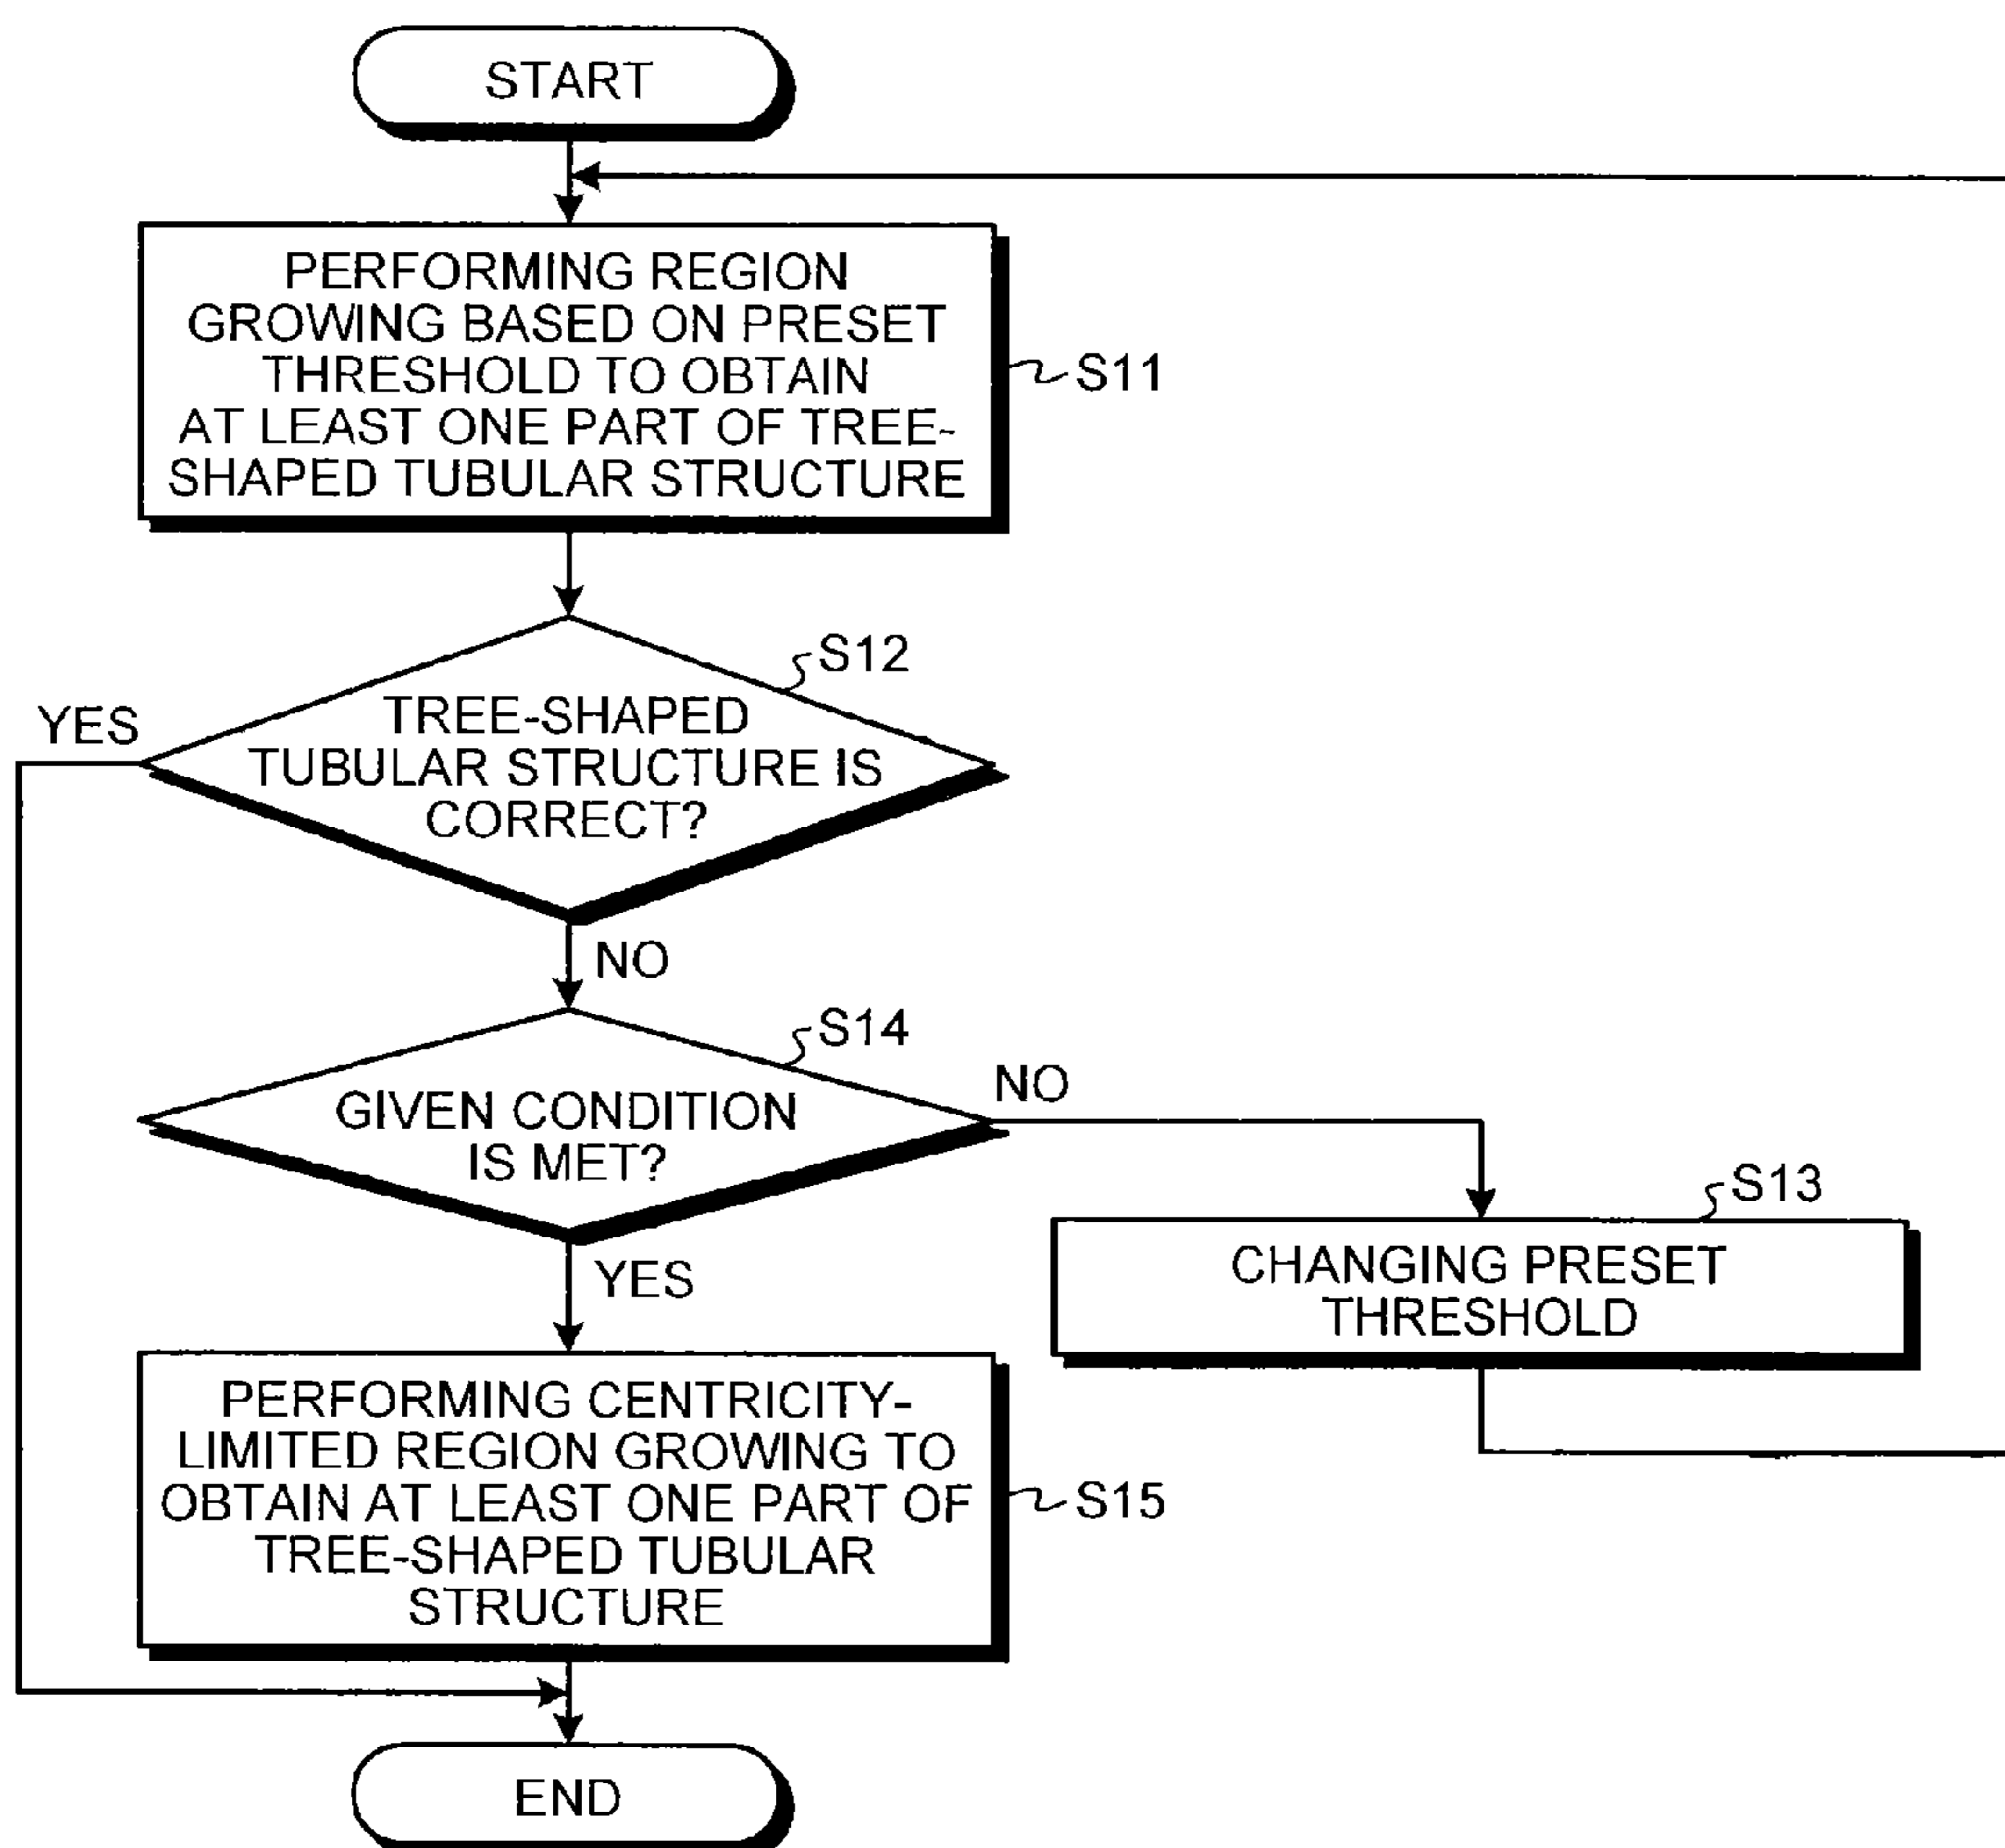 START
PERFORMING REGION
GROWING BASED ON PRESET
THRESHOLD TO OBTAIN
AT LEAST ONE PART OF TREE-
SHAPED TUBULAR STRUCTURE
S11
S12
YES
TREE-SHAPED
TUBULAR STRUCTURE IS
CORRECT?
NO
S14
GIVEN CONDITION
IS MET?
NO
S13
CHANGING PRESET
THRESHOLD
YES
PERFORMING CENTRICITY-
LIMITED REGION GROWING TO
OBTAIN AT LEAST ONE PART OF
TREE-SHAPED TUBULAR
STRUCTURE
S15
END